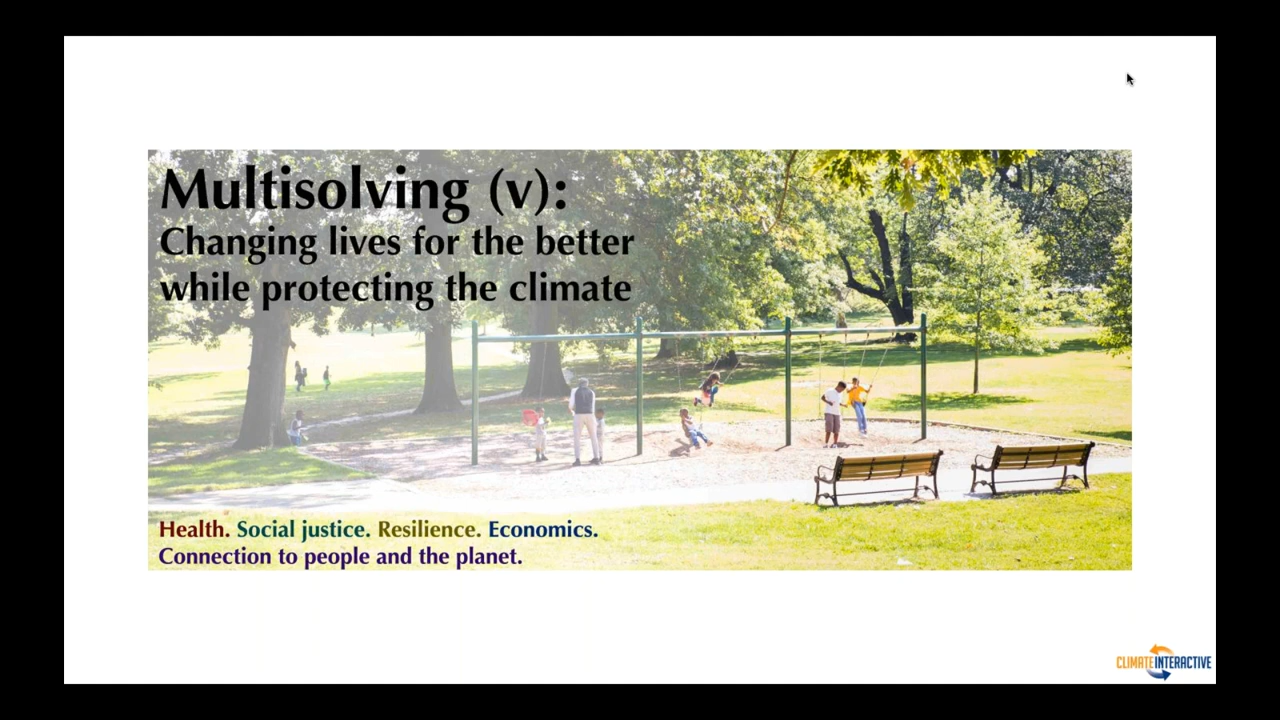 Multisolving (v):
Changing lives for the better
while protecting the climate
Health. Social justice. Resilience. Economics.
Connection to people and the planet.
CLIMATE INTERACTIVE